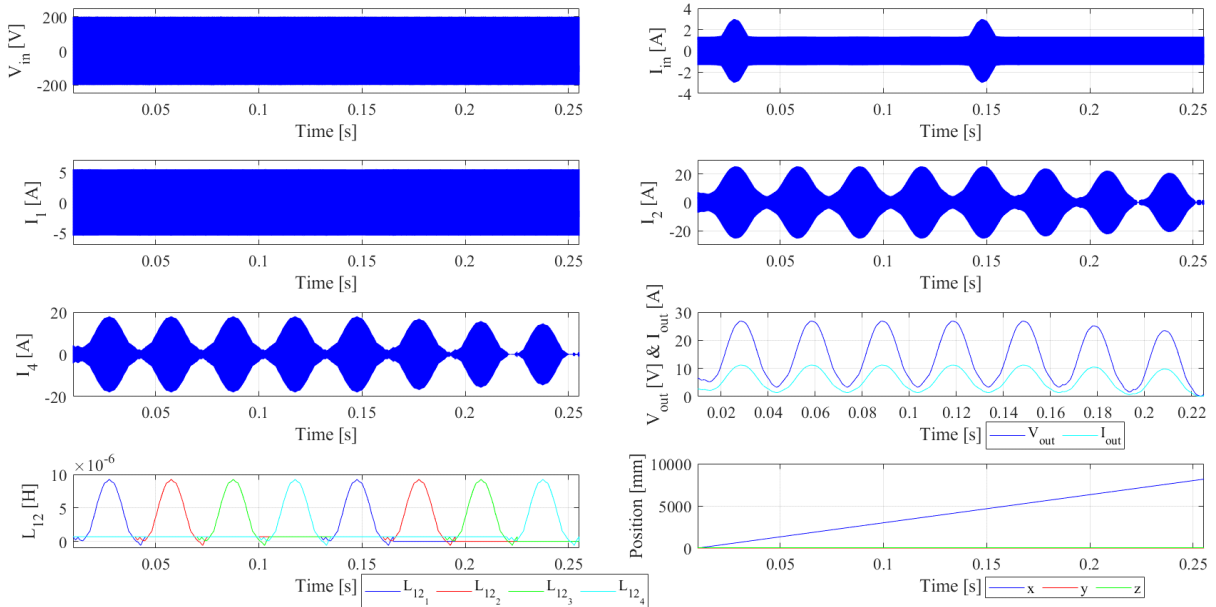 V_in [V]
200
0
-200
0.05 0.1 0.15 0.2 0.25
Time [s]
I_in [A]
4
2
0
-2
-4
0.05 0.1 0.15 0.2 0.25
Time [s]
I_1 [A]
5
0
-5
0.05 0.1 0.15 0.2 0.25
Time [s]
I_2 [A]
20
0
-20
0.05 0.1 0.15 0.2 0.25
Time [s]
I_4 [A]
20
0
-20
0.05 0.1 0.15 0.2 0.25
Time [s]
V_out [V] & I_out [A]
30
20
10
0
0.02 0.04 0.06 0.08 0.1 0.12 0.14 0.16 0.18 0.2 0.22
Time [s]
V_out I_out
×10^-6
L_12 [H]
10
5
0
0.05 0.1 0.15 0.2 0.25
Time [s]
L_12_1 L_12_2 L_12_3 L_12_4
Position [mm]
10000
5000
0
0.05 0.1 0.15 0.2 0.25
Time [s]
x y z